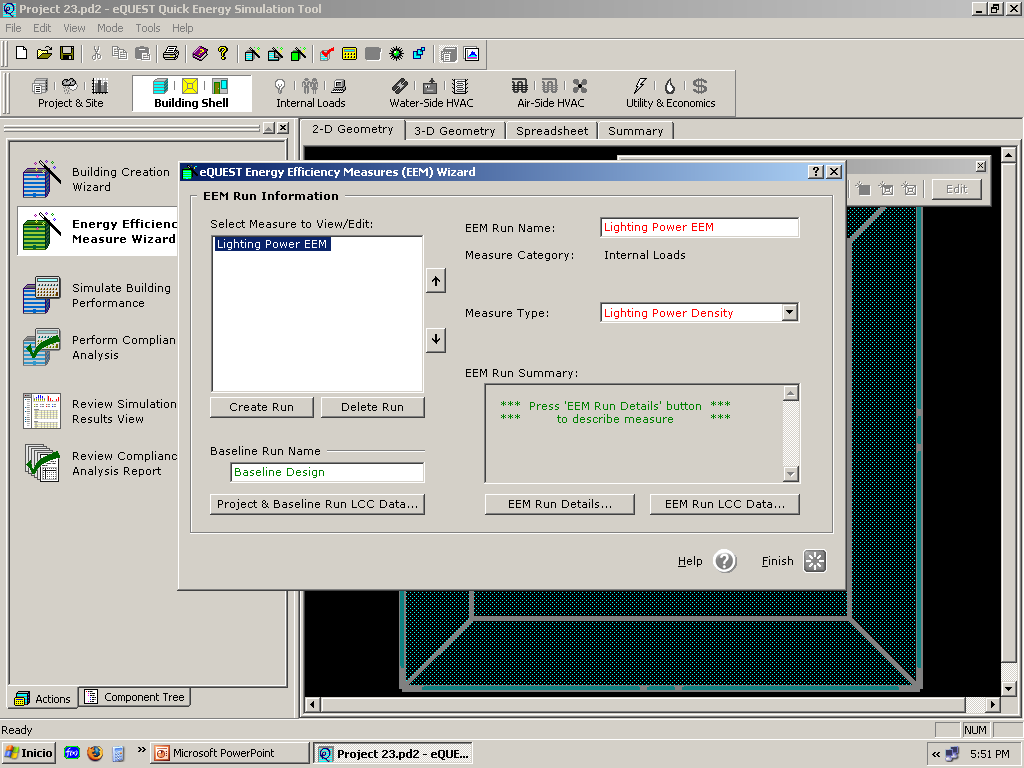 Project 23.pd2 - eQUEST Quick Energy Simulation Tool
File Edit View Mode Tools Help
Project & Site
Building Shell
Internal Loads
Water-Side HVAC
Air-Side HVAC
Utility & Economics
2-D Geometry
3-D Geometry
Spreadsheet
Summary
Building Creation
Wizard
Energy Efficienc
Measure Wizard
Simulate Building
Performance
Perform Complian
Analysis
Review Simulation
Results View
Review Complianc
Analysis Report
Actions
Component Tree
Edit
eQUEST Energy Efficiency Measures (EEM) Wizard
EEM Run Information
Select Measure to View/Edit:
Lighting Power EEM
Create Run
Delete Run
Baseline Run Name
Baseline Design
Project & Baseline Run LCC Data...
EEM Run Name:
Lighting Power EEM
Measure Category:
Internal Loads
Measure Type:
Lighting Power Density
EEM Run Summary:
*** Press 'EEM Run Details' button ***
*** to describe measure ***
EEM Run Details...
EEM Run LCC Data...
Help
Finish
Ready
NUM
Inicio
Microsoft PowerPoint
Project 23.pd2 - eQUE...
5:51 PM